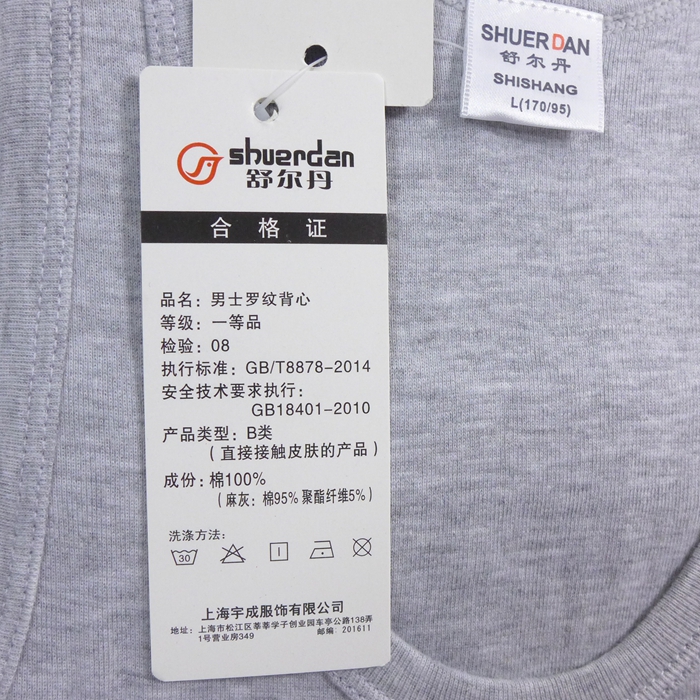 SHUERDAN
舒尔丹
SHISHANG
L(170/95)
shuerdan
舒尔丹
合格证
品名：男士罗纹背心
等级：一等品
检验：08
执行标准：GB/T8878-2014
安全技术要求执行：
GB18401-2010
产品类型：B类
（直接接触皮肤的产品）
成份：棉100%
（麻灰：棉95% 聚酯纤维5%）
洗涤方法：
30
上海宇成服饰有限公司
地址：上海市松江区莘莘学子创业园车亭公路138弄
1号营业房349 邮编：201611